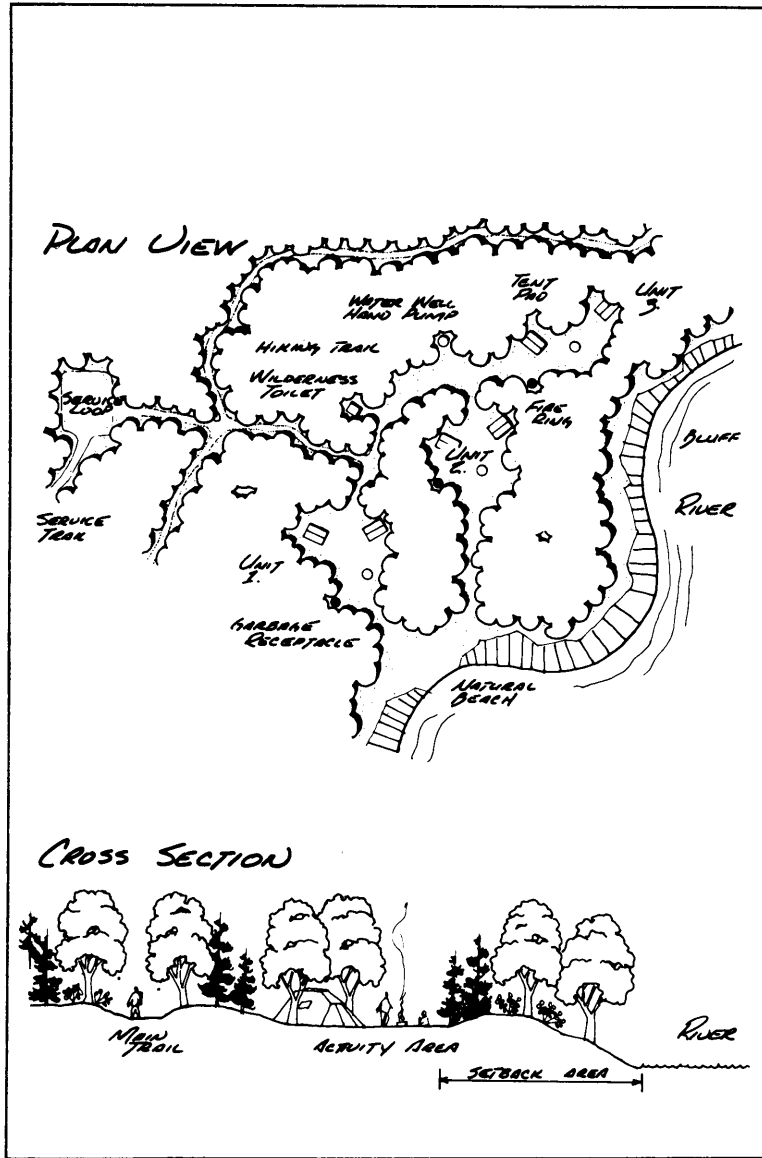 PLAN VIEW
WATER WELL
HAND PUMP
TENT
PAD
UNIT
3.
HIKING TRAIL
WILDERNESS
TOILET
SERVICE
LOOP
FIRE
RING
UNIT
2.
BLUFF
RIVER
SERVICE
TRAIL
UNIT
1.
GARBAGE
RECEPTACLE
NATURAL
BEACH
CROSS SECTION
MAIN
TRAIL
ACTIVITY AREA
RIVER
SETBACK AREA